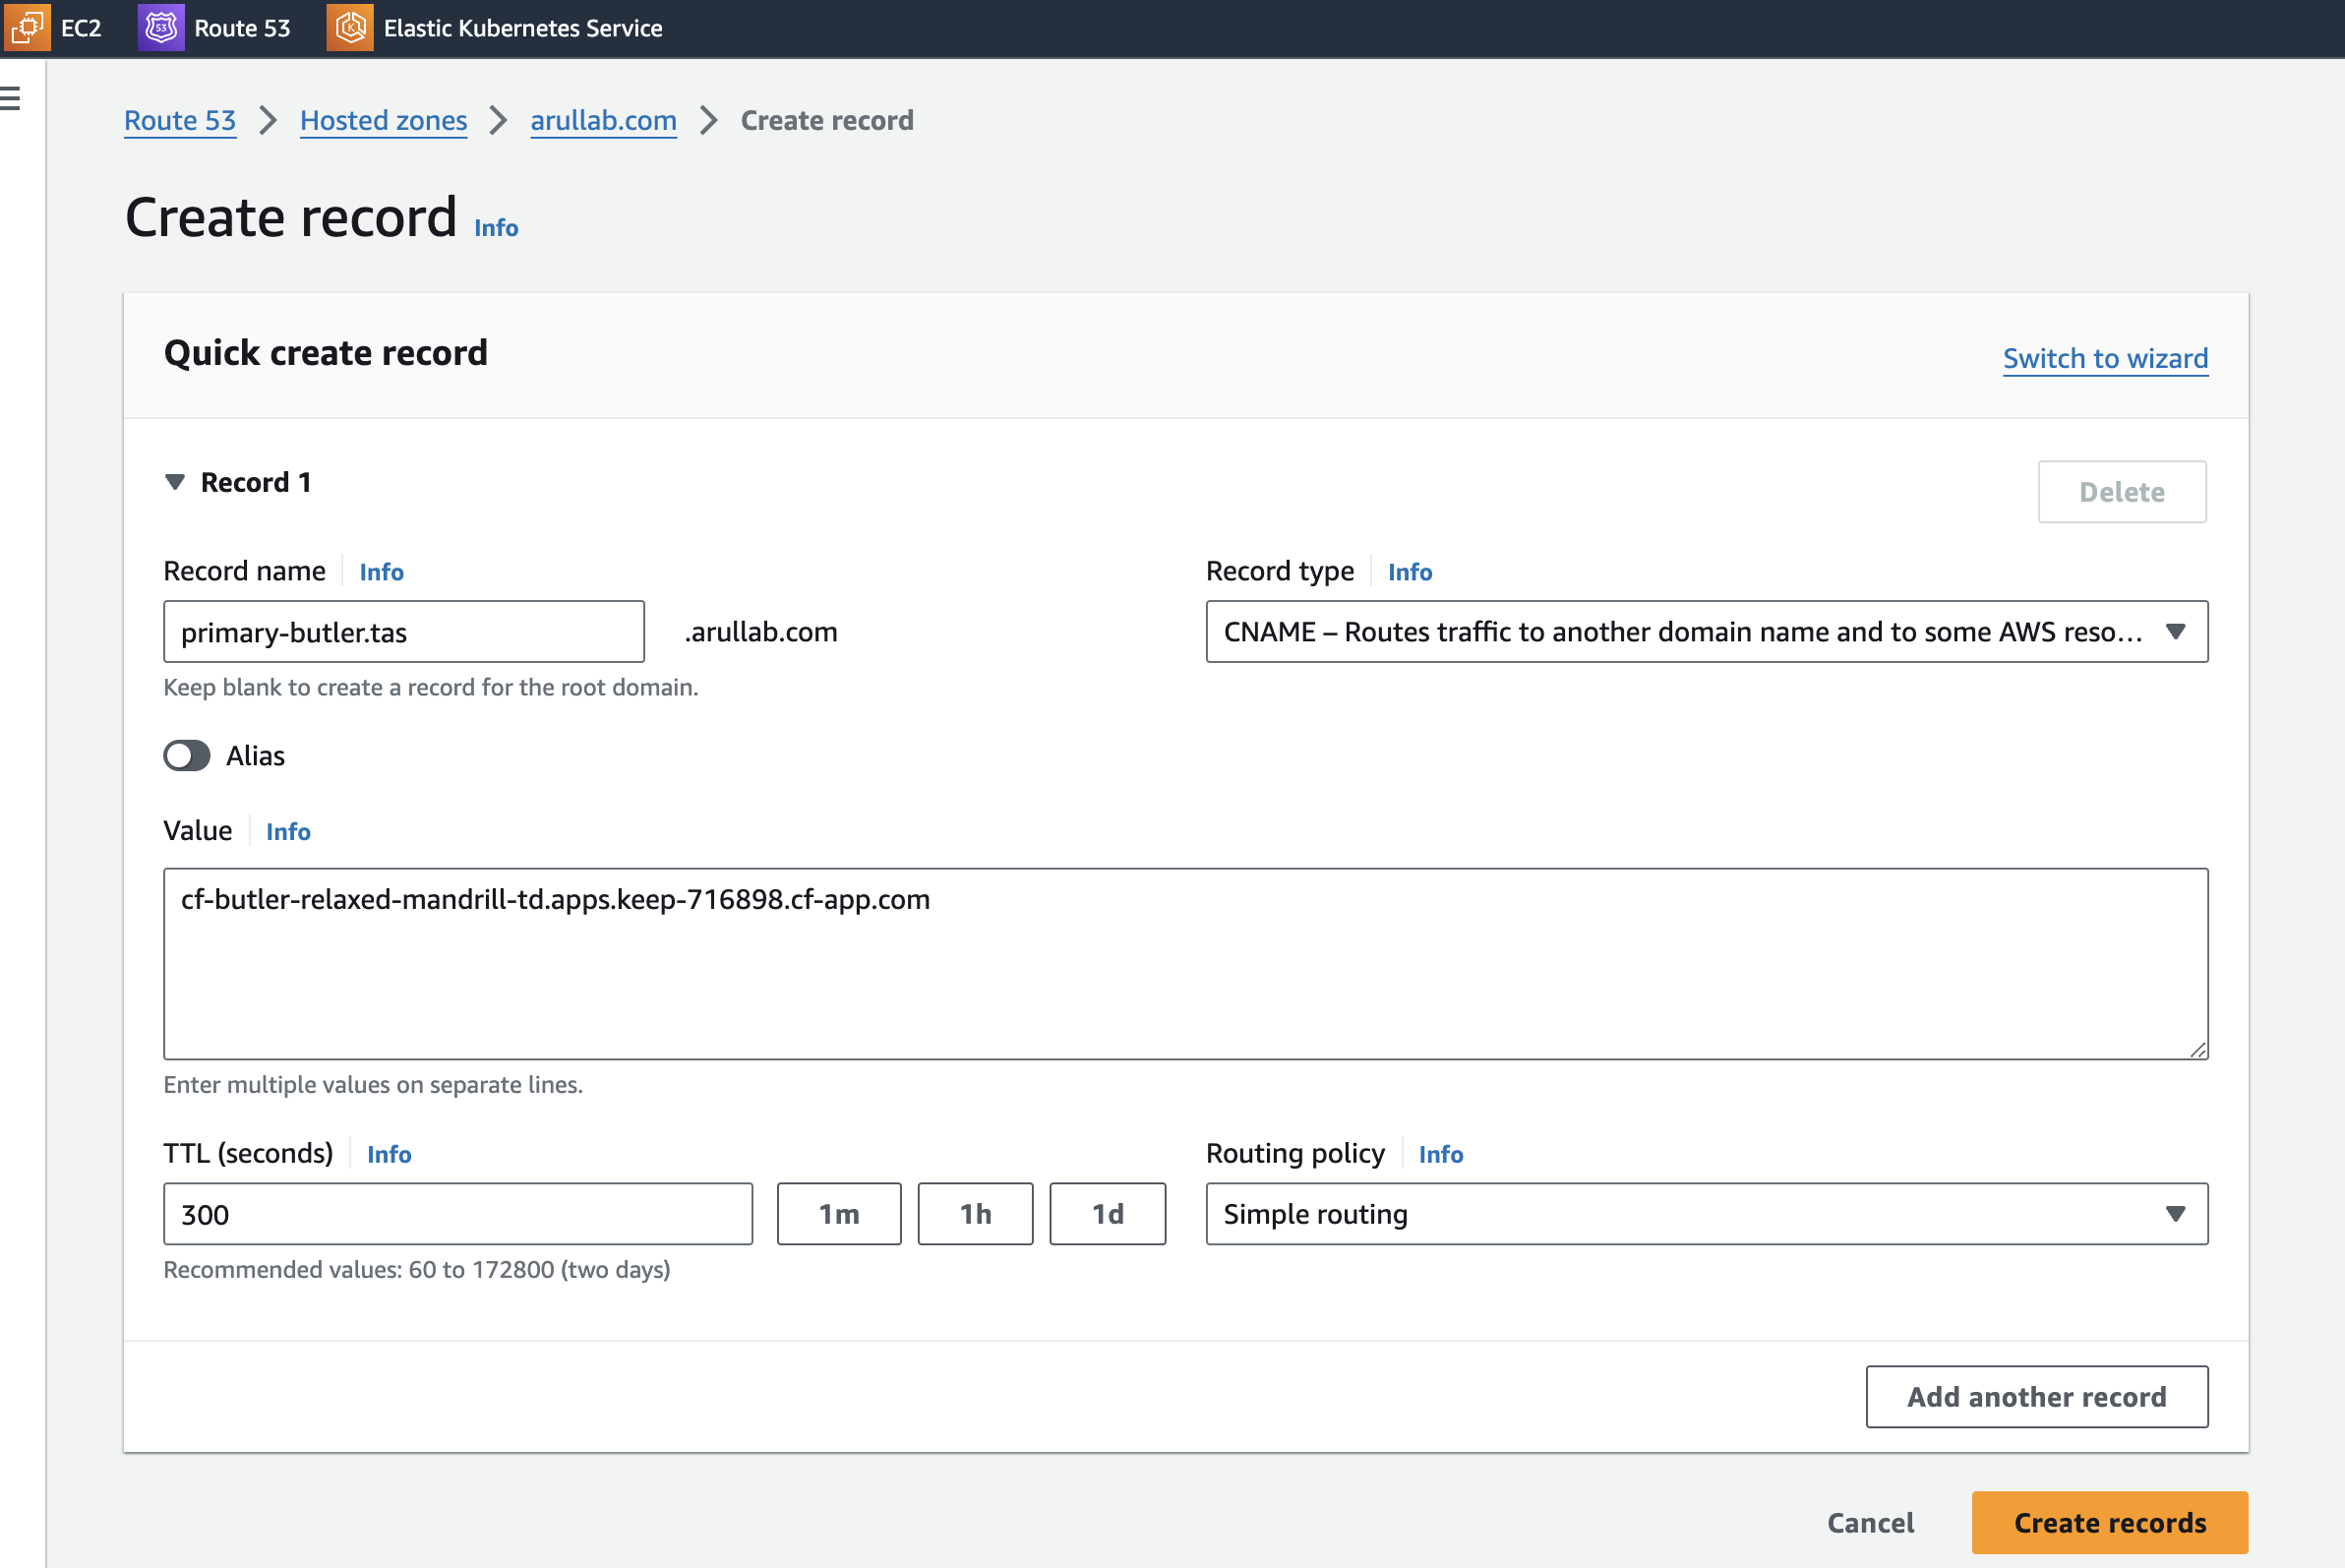 EC2 Route 53 Elastic Kubernetes Service
Route 53 Hosted zones arullab.com Create record
Create record Info
Quick create record Switch to wizard
Record 1 Delete
Record name Info Record type Info
primary-butler.tas .arullab.com CNAME – Routes traffic to another domain name and to some AWS reso...
Keep blank to create a record for the root domain.
Alias
Value Info
cf-butler-relaxed-mandrill-td.apps.keep-716898.cf-app.com
Enter multiple values on separate lines.
TTL (seconds) Info Routing policy Info
300 1m 1h 1d Simple routing
Recommended values: 60 to 172800 (two days)
Add another record
Cancel Create records